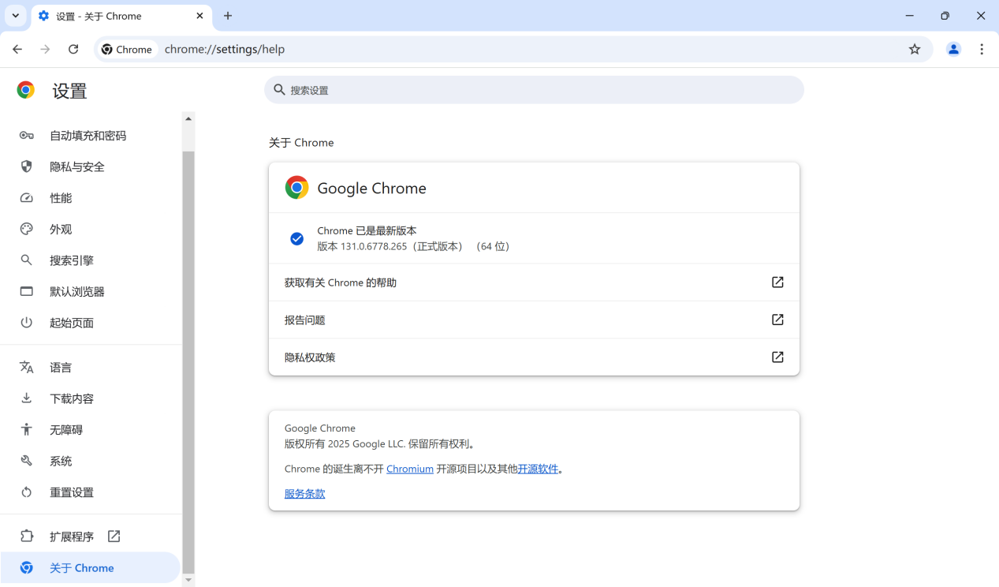 设置 - 关于 Chrome
Chrome
chrome://settings/help
设置
搜索设置
自动填充和密码
隐私与安全
性能
外观
搜索引擎
默认浏览器
起始页面
语言
下载内容
无障碍
系统
重置设置
扩展程序
关于 Chrome
关于 Chrome
Google Chrome
Chrome 已是最新版本
版本 131.0.6778.265（正式版本） （64 位）
获取有关 Chrome 的帮助
报告问题
隐私权政策
Google Chrome
版权所有 2025 Google LLC. 保留所有权利。
Chrome 的诞生离不开 Chromium 开源项目以及其他开源软件。
服务条款